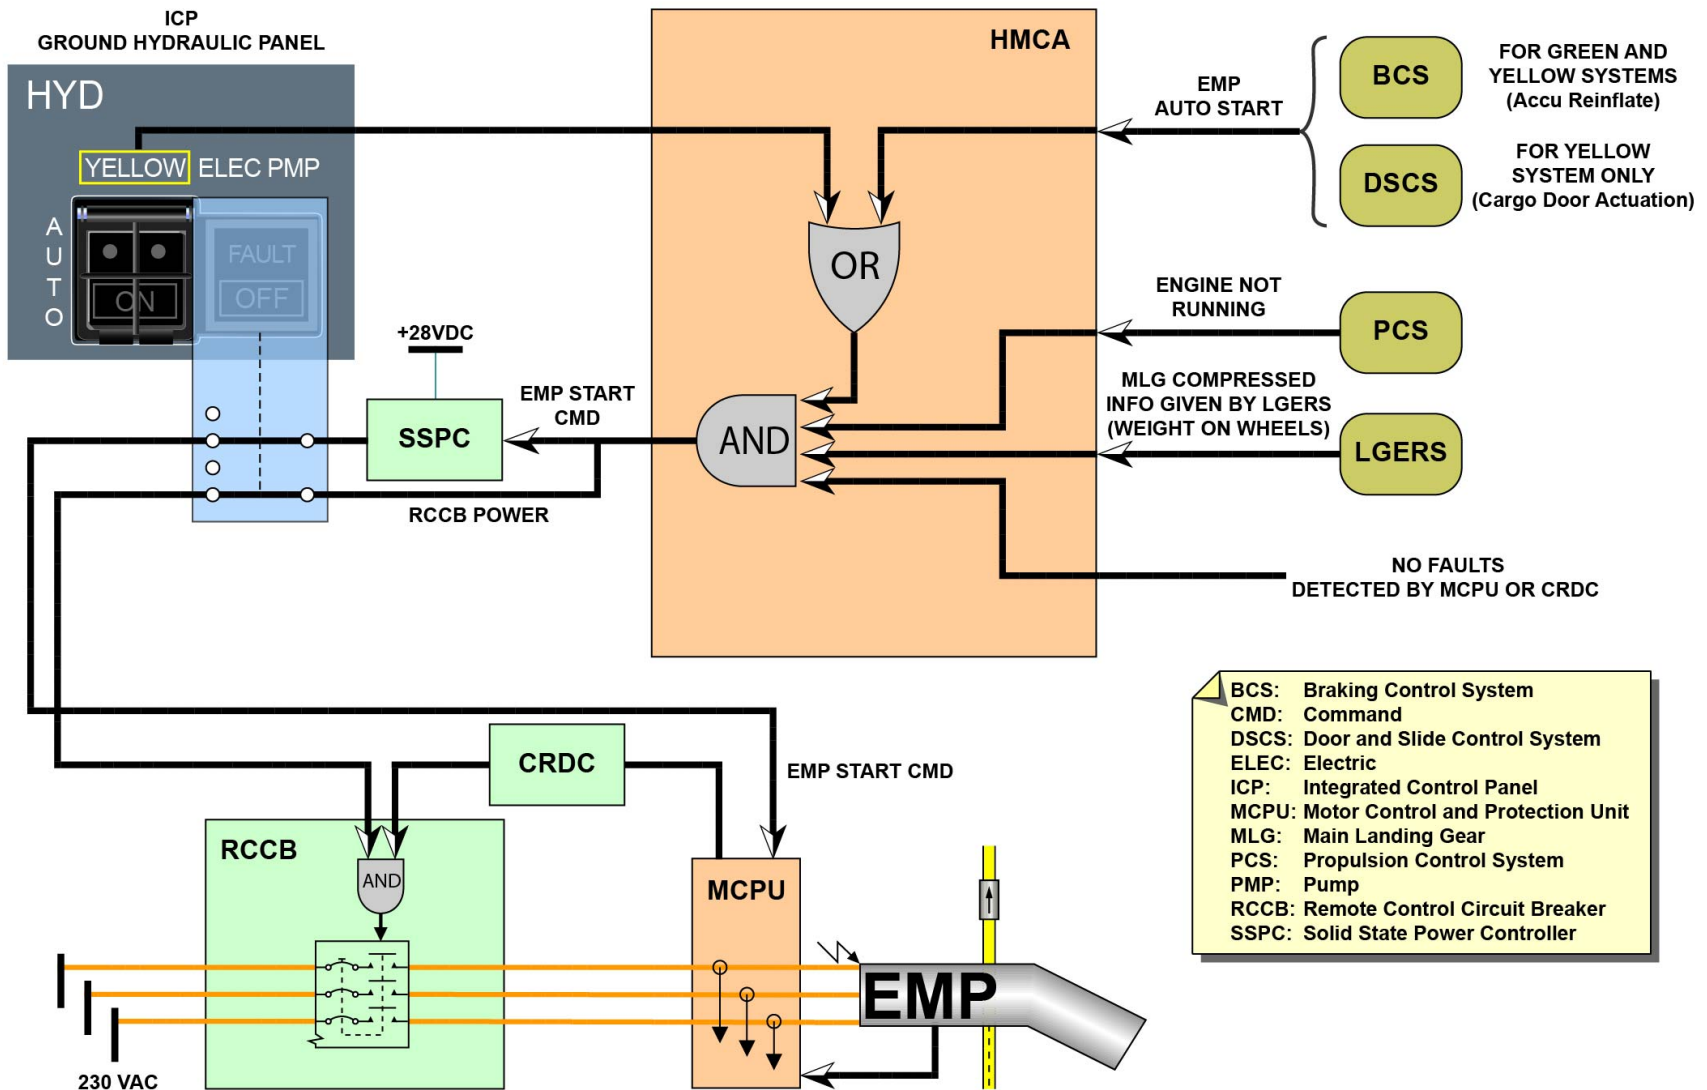 ICP
GROUND HYDRAULIC PANEL
HYD
YELLOW ELEC PMP
AUTO
ON
FAULT
OFF
HMCA
EMP
AUTO START
BCS
FOR GREEN AND
YELLOW SYSTEMS
(Accu Reinflate)
DSCS
FOR YELLOW
SYSTEM ONLY
(Cargo Door Actuation)
OR
ENGINE NOT
RUNNING
PCS
+28VDC
SSPC
EMP START
CMD
AND
MLG COMPRESSED
INFO GIVEN BY LGERS
(WEIGHT ON WHEELS)
LGERS
RCCB POWER
NO FAULTS
DETECTED BY MCPU OR CRDC
CRDC
EMP START CMD
RCCB
AND
MCPU
EMP
230 VAC
BCS: Braking Control System
CMD: Command
DSCS: Door and Slide Control System
ELEC: Electric
ICP: Integrated Control Panel
MCPU: Motor Control and Protection Unit
MLG: Main Landing Gear
PCS: Propulsion Control System
PMP: Pump
RCCB: Remote Control Circuit Breaker
SSPC: Solid State Power Controller